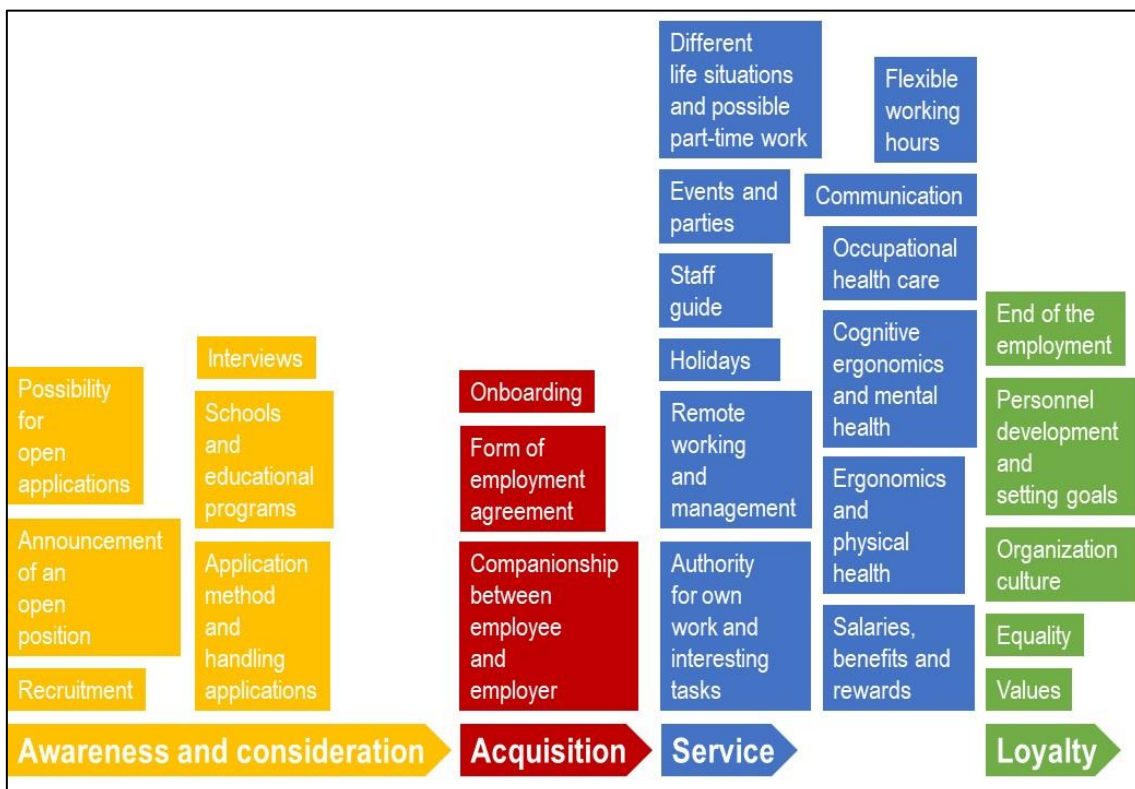 Possibility
for
open
applications
Announcement
of an
open
position
Recruitment
Interviews
Schools
and
educational
programs
Application
method
and
handling
applications
Awareness and consideration
Onboarding
Form of
employment
agreement
Companionship
between
employee
and
employer
Acquisition
Different
life situations
and possible
part-time work
Events and
parties
Staff
guide
Holidays
Remote
working
and
management
Authority
for own
work and
interesting
tasks
Flexible
working
hours
Communication
Occupational
health care
Cognitive
ergonomics
and mental
health
Ergonomics
and
physical
health
Salaries,
benefits and
rewards
Service
End of the
employment
Personnel
development
and
setting goals
Organization
culture
Equality
Values
Loyalty